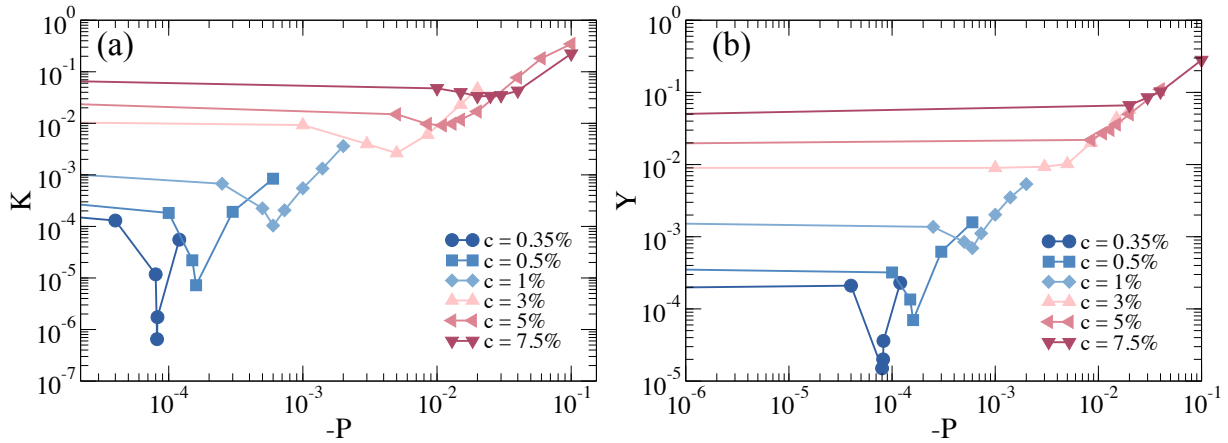 (a)
K
10^0
10^-1
10^-2
10^-3
10^-4
10^-5
10^-6
10^-7
c = 0.35%
c = 0.5%
c = 1%
c = 3%
c = 5%
c = 7.5%
10^-4
10^-3
10^-2
10^-1
-P
(b)
Y
10^0
10^-1
10^-2
10^-3
10^-4
10^-5
c = 0.35%
c = 0.5%
c = 1%
c = 3%
c = 5%
c = 7.5%
10^-6
10^-5
10^-4
10^-3
10^-2
10^-1
-P